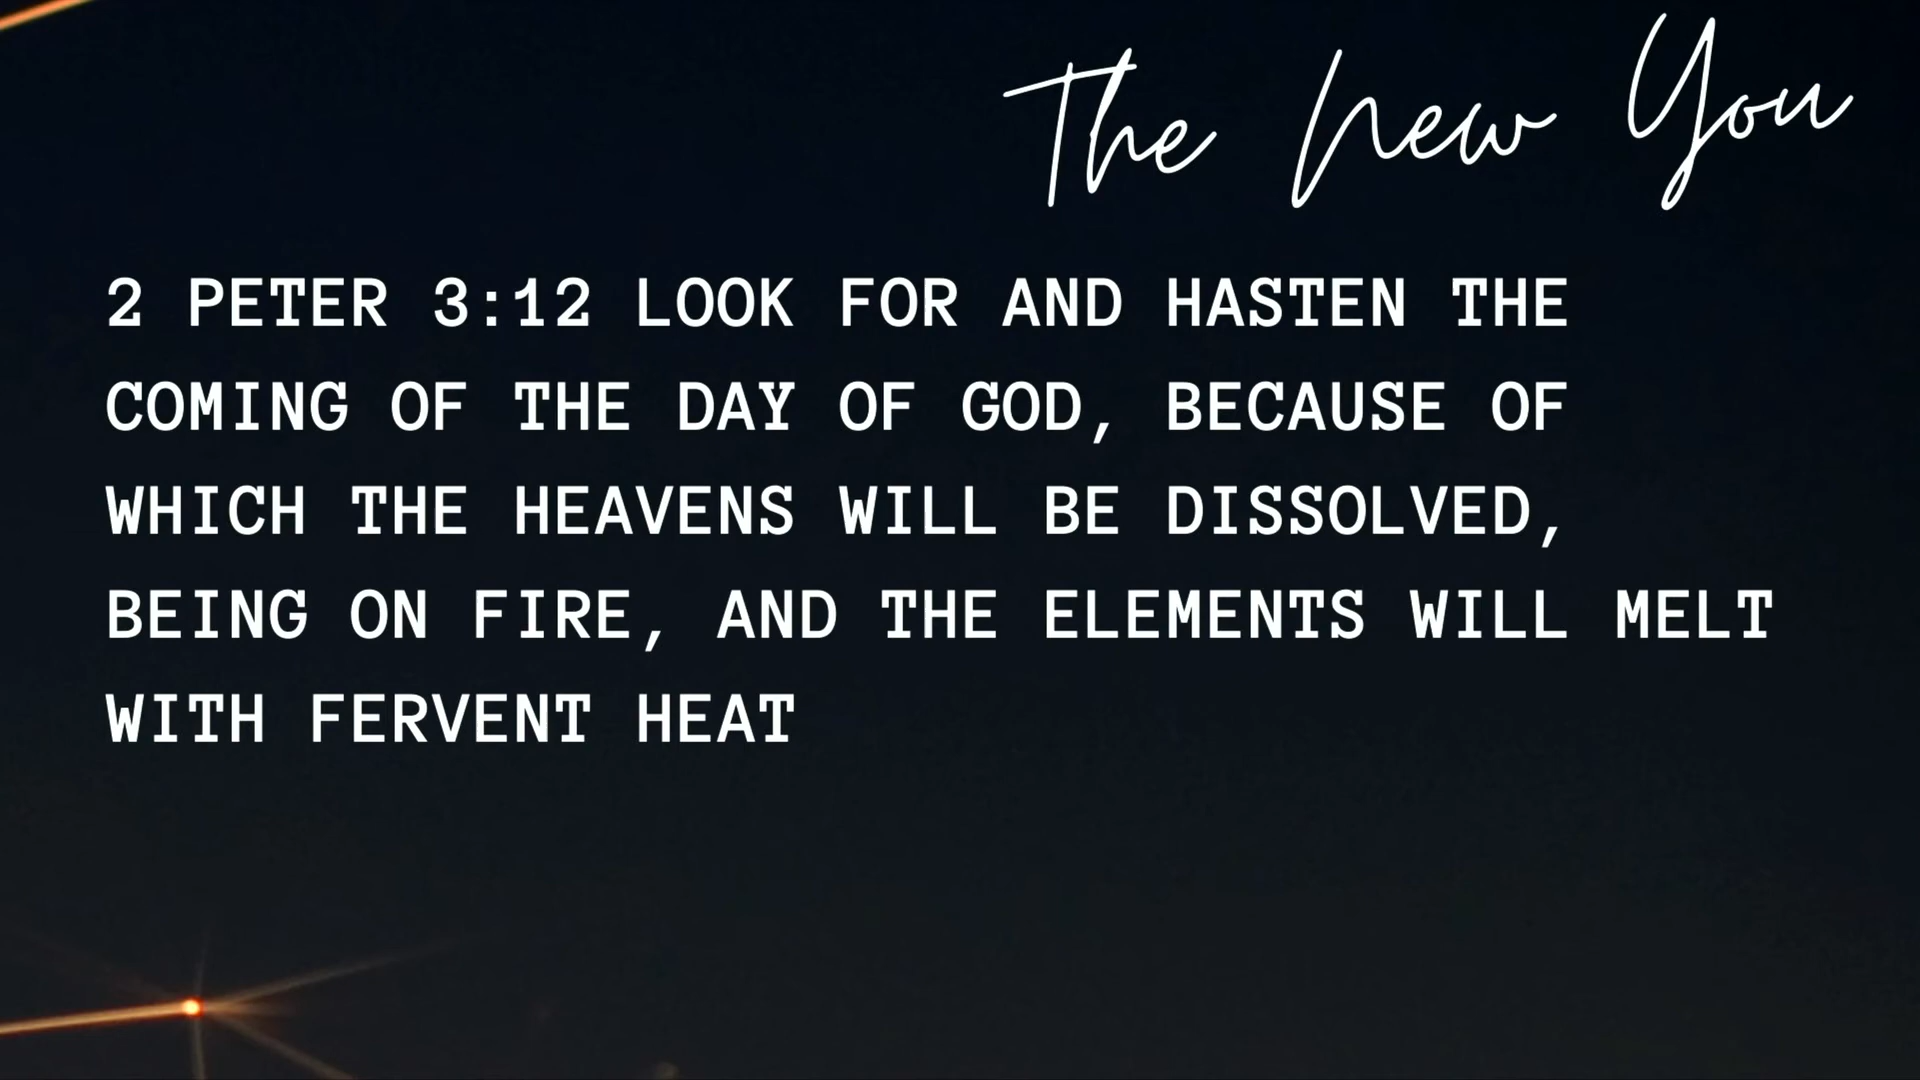 The New You
2 PETER 3:12 LOOK FOR AND HASTEN THE
COMING OF THE DAY OF GOD, BECAUSE OF
WHICH THE HEAVENS WILL BE DISSOLVED,
BEING ON FIRE, AND THE ELEMENTS WILL MELT
WITH FERVENT HEAT